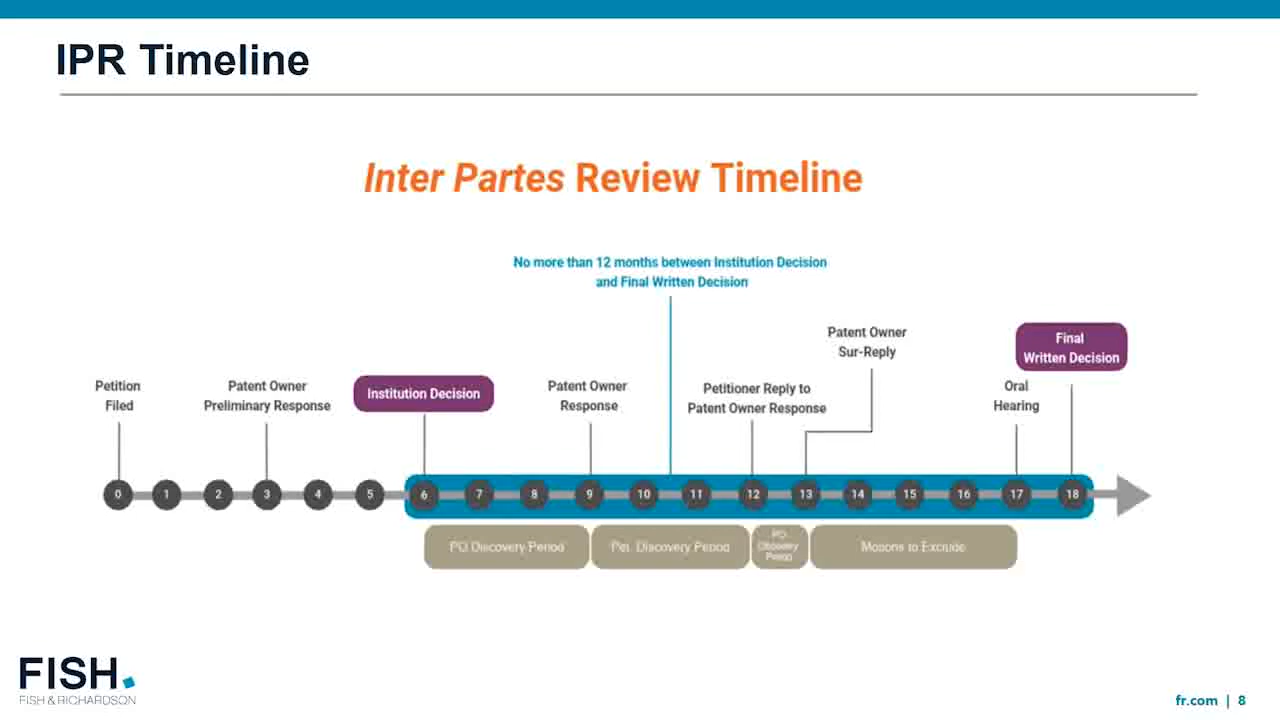 IPR Timeline
Inter Partes Review Timeline
No more than 12 months between Institution Decision
and Final Written Decision
Patent Owner
Sur-Reply
Final
Written Decision
Petition
Filed
Patent Owner
Preliminary Response
Institution Decision
Patent Owner
Response
Petitioner Reply to
Patent Owner Response
Oral
Hearing
0 1 2 3 4 5 6 7 8 9 10 11 12 13 14 15 16 17 18
PO Discovery Period
Pet. Discovery Period
PO
Discovery
Period
Motions to Exclude
FISH.
FISH & RICHARDSON
fr.com | 8